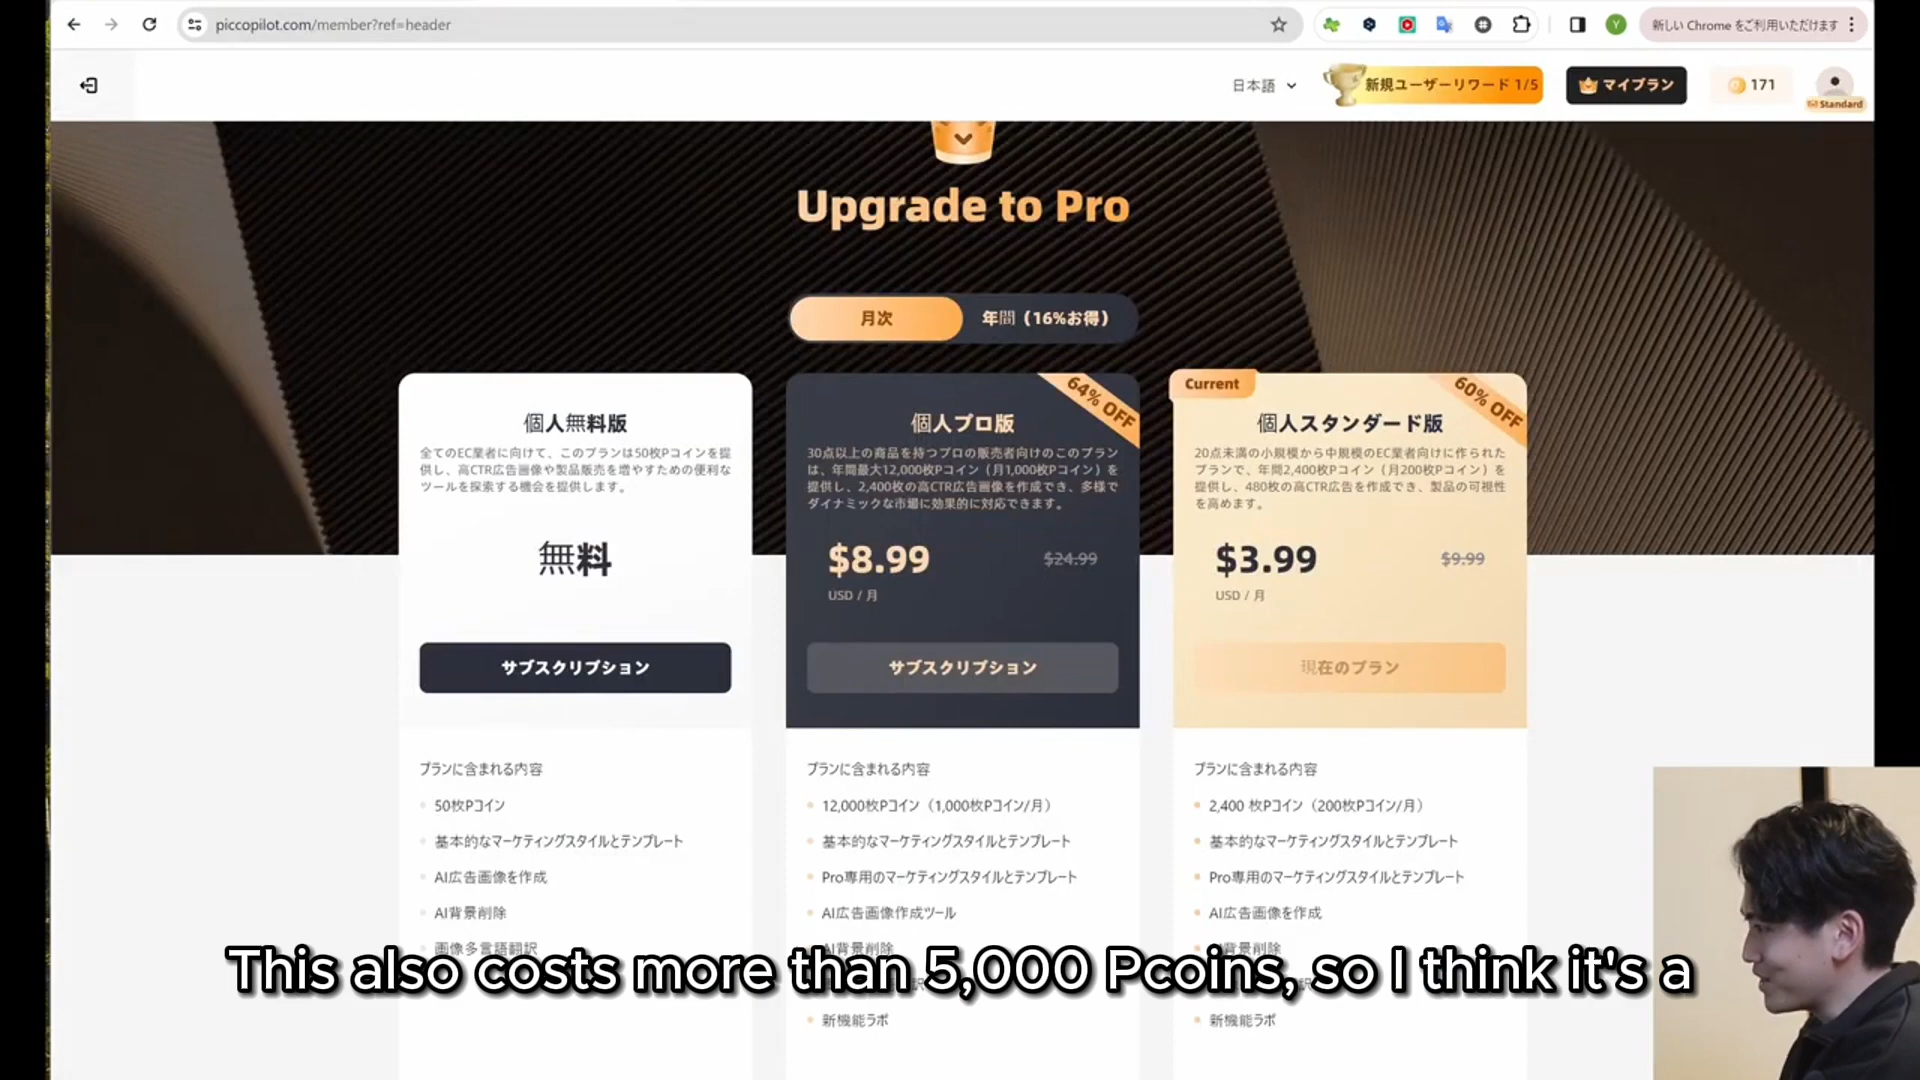 piccopilot.com/member?ref=header
新しい Chrome をご利用いただけます
日本語
新規ユーザーリワード 1/5
マイプラン
171
Standard
Upgrade to Pro
月次
年間（16%お得）
個人無料版
全てのEC業者に向けて、このプランは50枚Pコインを提
供し、高CTR広告画像や製品販売を増やすための便利な
ツールを探索する機会を提供します。
無料
サブスクリプション
プランに含まれる内容
50枚Pコイン
基本的なマーケティングスタイルとテンプレート
AI広告画像を作成
AI背景削除
画像多言語翻訳
64% OFF
個人プロ版
30点以上の商品を持つプロの販売者向けのこのプラン
は、年間最大12,000枚Pコイン（月1,000枚Pコイン）を
提供し、2,400枚の高CTR広告画像を作成でき、多様で
ダイナミックな市場に効果的に対応できます。
$8.99
$24.99
USD / 月
サブスクリプション
プランに含まれる内容
12,000枚Pコイン（1,000枚Pコイン/月）
基本的なマーケティングスタイルとテンプレート
Pro専用のマーケティングスタイルとテンプレート
AI広告画像作成ツール
AI背景削除
新機能ラボ
Current
60% OFF
個人スタンダード版
20点未満の小規模から中規模のEC業者向けに作られた
プランで、年間2,400枚Pコイン（月200枚Pコイン）を
提供し、480枚の高CTR広告を作成でき、製品の可視性
を高めます。
$3.99
$9.99
USD / 月
現在のプラン
プランに含まれる内容
2,400 枚Pコイン（200枚Pコイン/月）
基本的なマーケティングスタイルとテンプレート
Pro専用のマーケティングスタイルとテンプレート
AI広告画像を作成
AI背景削除
新機能ラボ
This also costs more than 5,000 Pcoins, so I think it's a